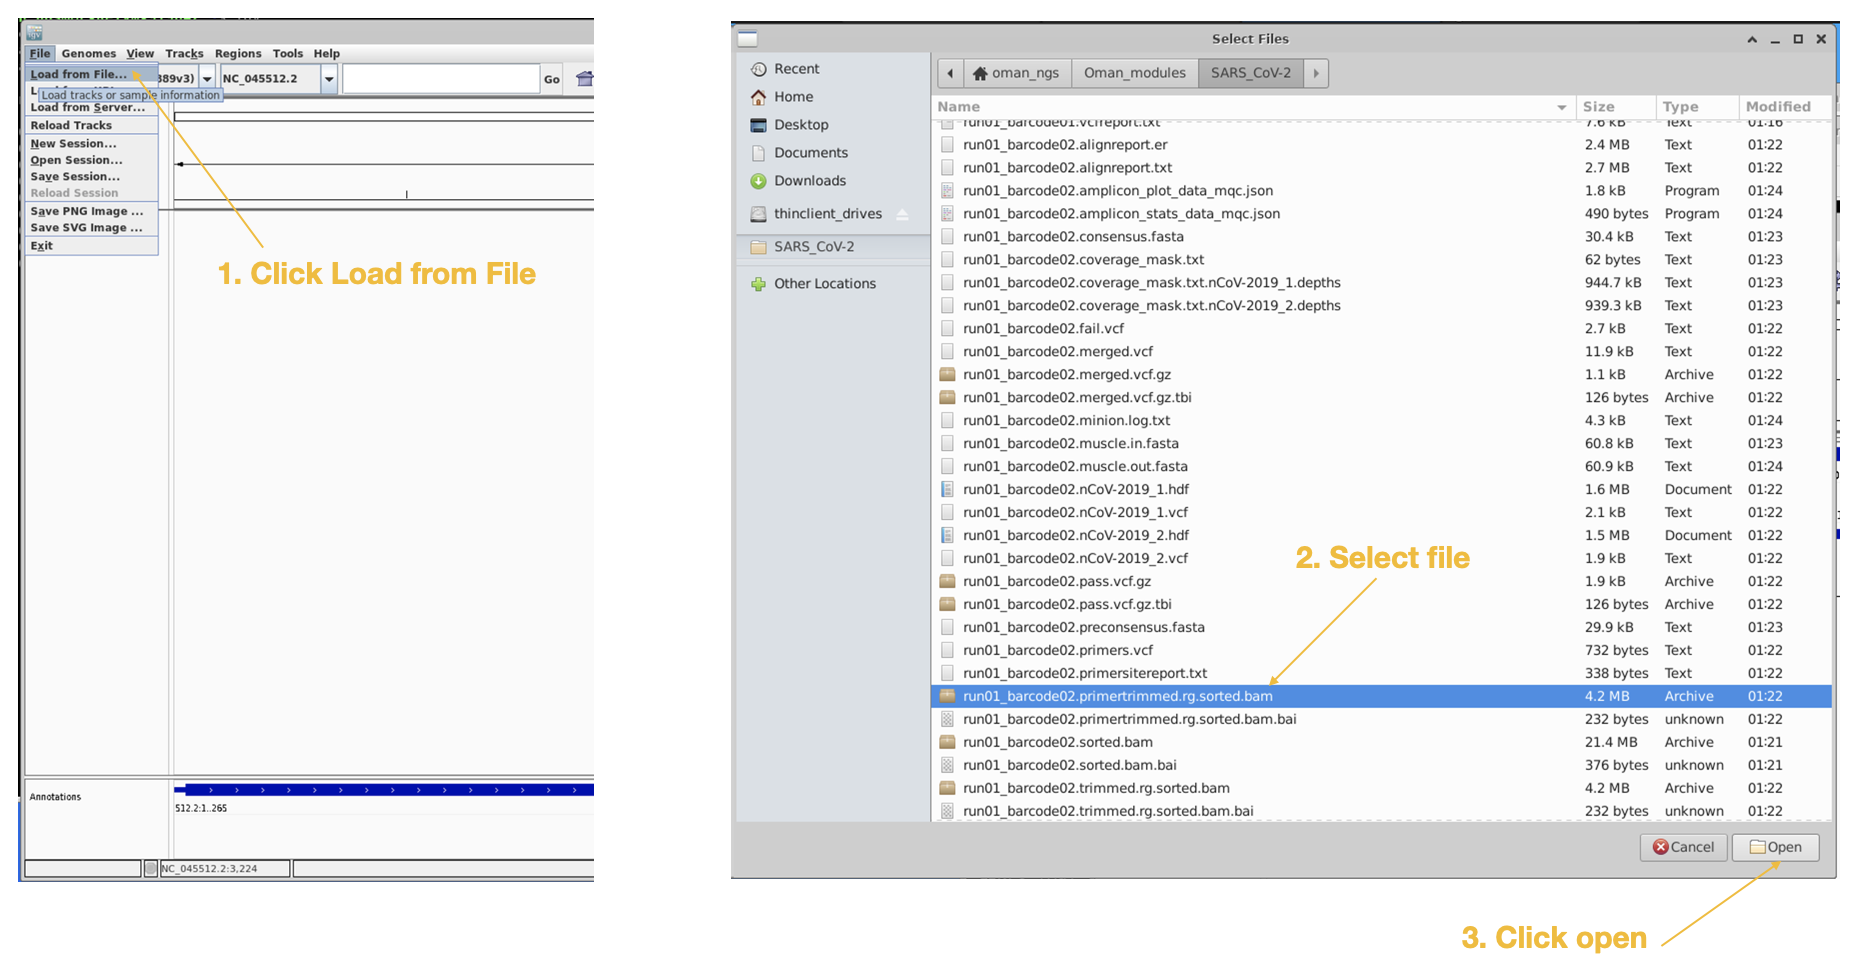 File Genomes View Tracks Regions Tools Help
Load from File...
89v3)
NC_045512.2
Go
Load tracks or sample information
Load from Server...
Reload Tracks
New Session...
Open Session...
Save Session...
Reload Session
Save PNG Image ...
Save SVG Image ...
Exit
1. Click Load from File
Annotations
512.2:1..265
NC_045512.2:3,224
Select Files
Recent
Home
Desktop
Documents
Downloads
thinclient_drives
SARS_CoV-2
Other Locations
oman_ngs Oman_modules SARS_CoV-2
Name Size Type Modified
run01_barcode01.vcfreport.txt 7.6 kB Text 01:16
run01_barcode02.alignreport.er 2.4 MB Text 01:22
run01_barcode02.alignreport.txt 2.7 MB Text 01:22
run01_barcode02.amplicon_plot_data_mqc.json 1.8 kB Program 01:24
run01_barcode02.amplicon_stats_data_mqc.json 490 bytes Program 01:24
run01_barcode02.consensus.fasta 30.4 kB Text 01:23
run01_barcode02.coverage_mask.txt 62 bytes Text 01:23
run01_barcode02.coverage_mask.txt.nCoV-2019_1.depths 944.7 kB Text 01:23
run01_barcode02.coverage_mask.txt.nCoV-2019_2.depths 939.3 kB Text 01:23
run01_barcode02.fail.vcf 2.7 kB Text 01:22
run01_barcode02.merged.vcf 11.9 kB Text 01:22
run01_barcode02.merged.vcf.gz 1.1 kB Archive 01:22
run01_barcode02.merged.vcf.gz.tbi 126 bytes Archive 01:22
run01_barcode02.minion.log.txt 4.3 kB Text 01:24
run01_barcode02.muscle.in.fasta 60.8 kB Text 01:23
run01_barcode02.muscle.out.fasta 60.9 kB Text 01:24
run01_barcode02.nCoV-2019_1.hdf 1.6 MB Document 01:22
run01_barcode02.nCoV-2019_1.vcf 2.1 kB Text 01:22
run01_barcode02.nCoV-2019_2.hdf 1.5 MB Document 01:22
run01_barcode02.nCoV-2019_2.vcf 1.9 kB Text 01:22
run01_barcode02.pass.vcf.gz 1.9 kB Archive 01:22
run01_barcode02.pass.vcf.gz.tbi 126 bytes Archive 01:22
run01_barcode02.preconsensus.fasta 29.9 kB Text 01:23
run01_barcode02.primers.vcf 732 bytes Text 01:22
run01_barcode02.primersitereport.txt 338 bytes Text 01:22
run01_barcode02.primertrimmed.rg.sorted.bam 4.2 MB Archive 01:22
run01_barcode02.primertrimmed.rg.sorted.bam.bai 232 bytes unknown 01:22
run01_barcode02.sorted.bam 21.4 MB Archive 01:21
run01_barcode02.sorted.bam.bai 376 bytes unknown 01:21
run01_barcode02.trimmed.rg.sorted.bam 4.2 MB Archive 01:22
run01_barcode02.trimmed.rg.sorted.bam.bai 232 bytes unknown 01:22
2. Select file
Cancel Open
3. Click open